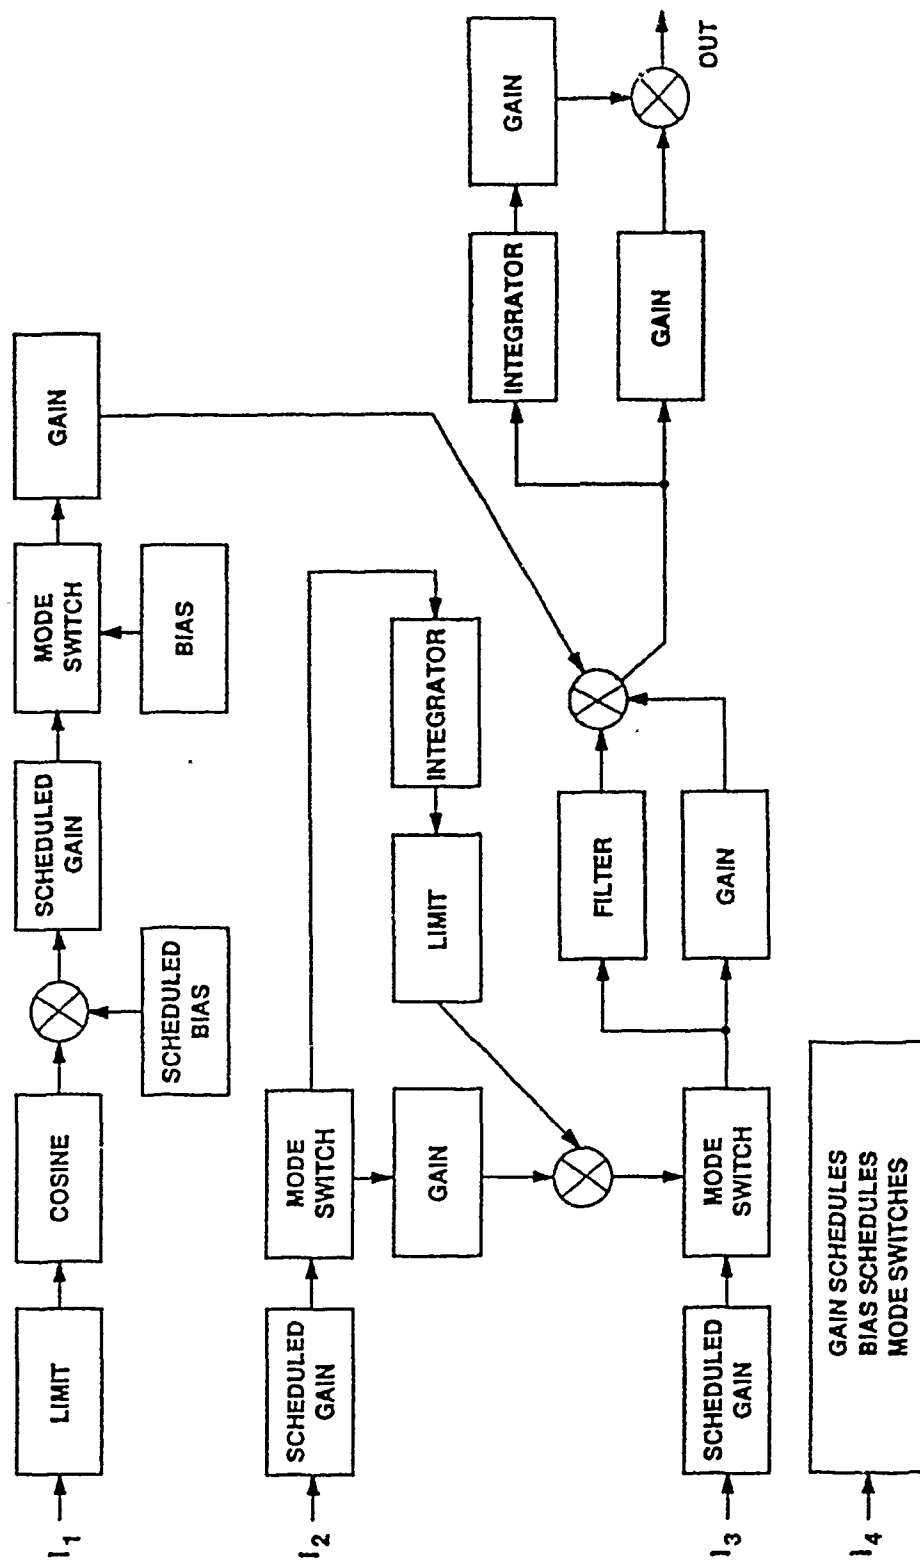 I1
LIMIT
COSINE
SCHEDULED
BIAS
SCHEDULED
GAIN
MODE
SWITCH
BIAS
GAIN
I2
SCHEDULED
GAIN
MODE
SWITCH
GAIN
LIMIT
INTEGRATOR
I3
SCHEDULED
GAIN
MODE
SWITCH
FILTER
GAIN
INTEGRATOR
GAIN
GAIN
OUT
I4
GAIN SCHEDULES
BIAS SCHEDULES
MODE SWITCHES